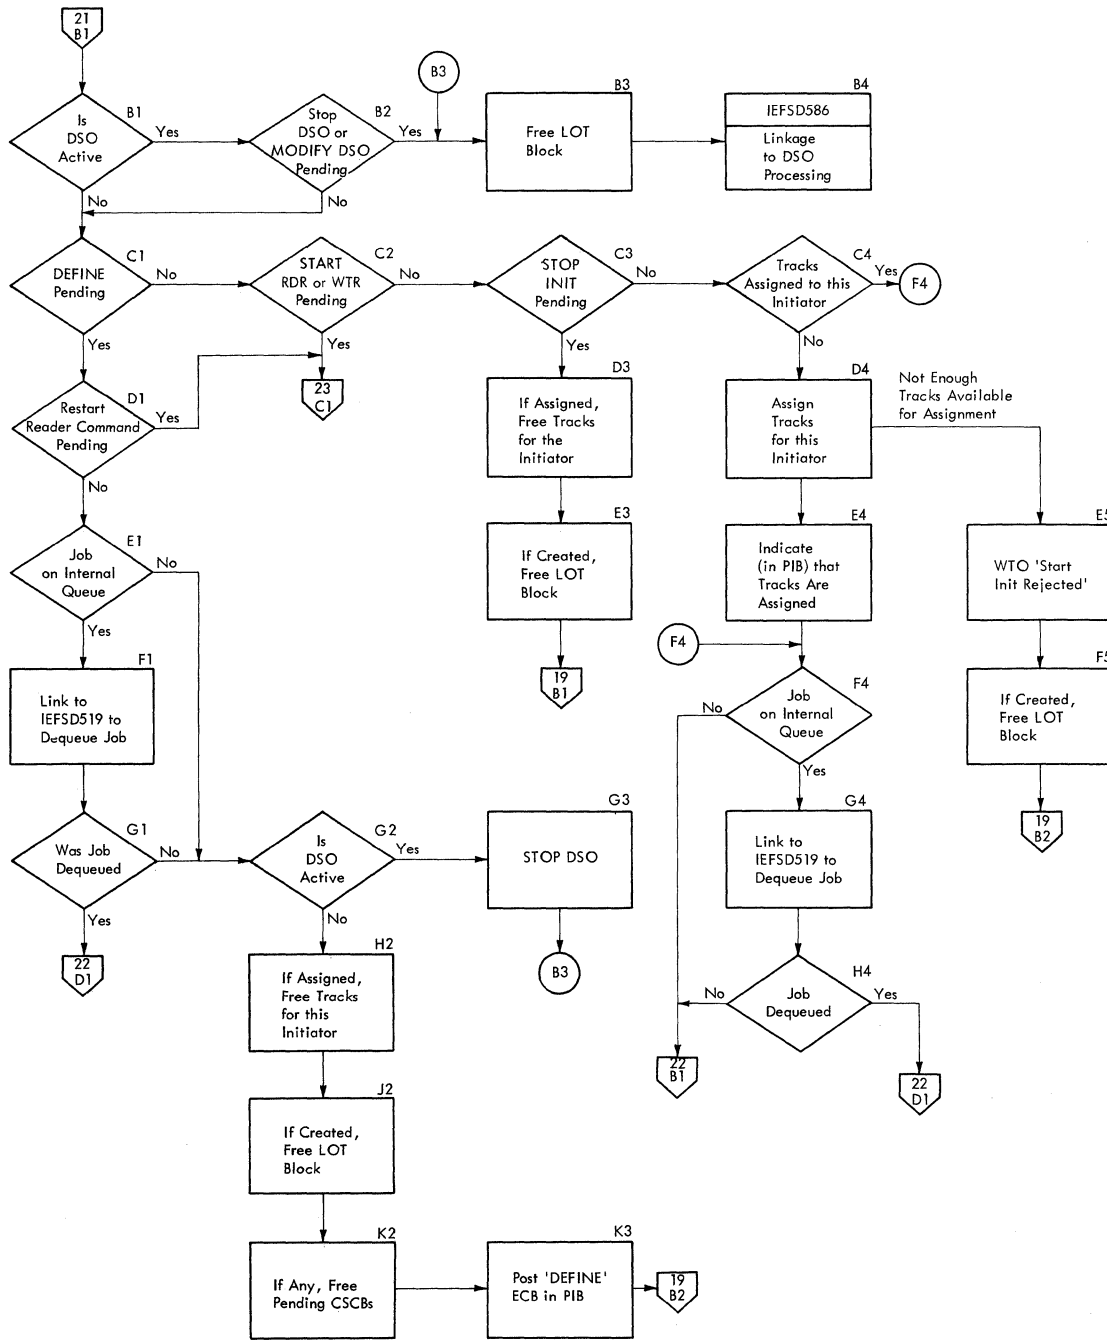 21
B1
B3
B1
Is
DSO
Active
Yes
No
B2
Stop
DSO or
MODIFY DSO
Pending
Yes
No
B3
Free LOT
Block
B4
IEFSD586
Linkage
to DSO
Processing
C1
DEFINE
Pending
No
Yes
C2
START
RDR or WTR
Pending
No
Yes
C3
STOP
INIT
Pending
No
Yes
C4
Tracks
Assigned to this
Initiator
Yes
No
F4
23
C1
D1
Restart
Reader Command
Pending
Yes
No
D3
If Assigned,
Free Tracks
for the
Initiator
D4
Assign
Tracks
for this
Initiator
Not Enough
Tracks Available
for Assignment
E1
Job
on Internal
Queue
No
Yes
E3
If Created,
Free LOT
Block
E4
Indicate
(in PIB) that
Tracks Are
Assigned
E5
WTO 'Start
Init Rejected'
F1
Link to
IEFSD519 to
Dequeue Job
19
B1
F4
F4
Job
on Internal
Queue
No
Yes
F5
If Created,
Free LOT
Block
G1
Was Job
Dequeued
No
Yes
G2
Is
DSO
Active
Yes
No
G3
STOP DSO
G4
Link to
IEFSD519 to
Dequeue Job
19
B2
22
D1
H2
If Assigned,
Free Tracks
for this
Initiator
B3
H4
Job
Dequeued
No
Yes
22
B1
22
D1
J2
If Created,
Free LOT
Block
K2
If Any, Free
Pending CSCBs
K3
Post 'DEFINE'
ECB in PIB
19
B2